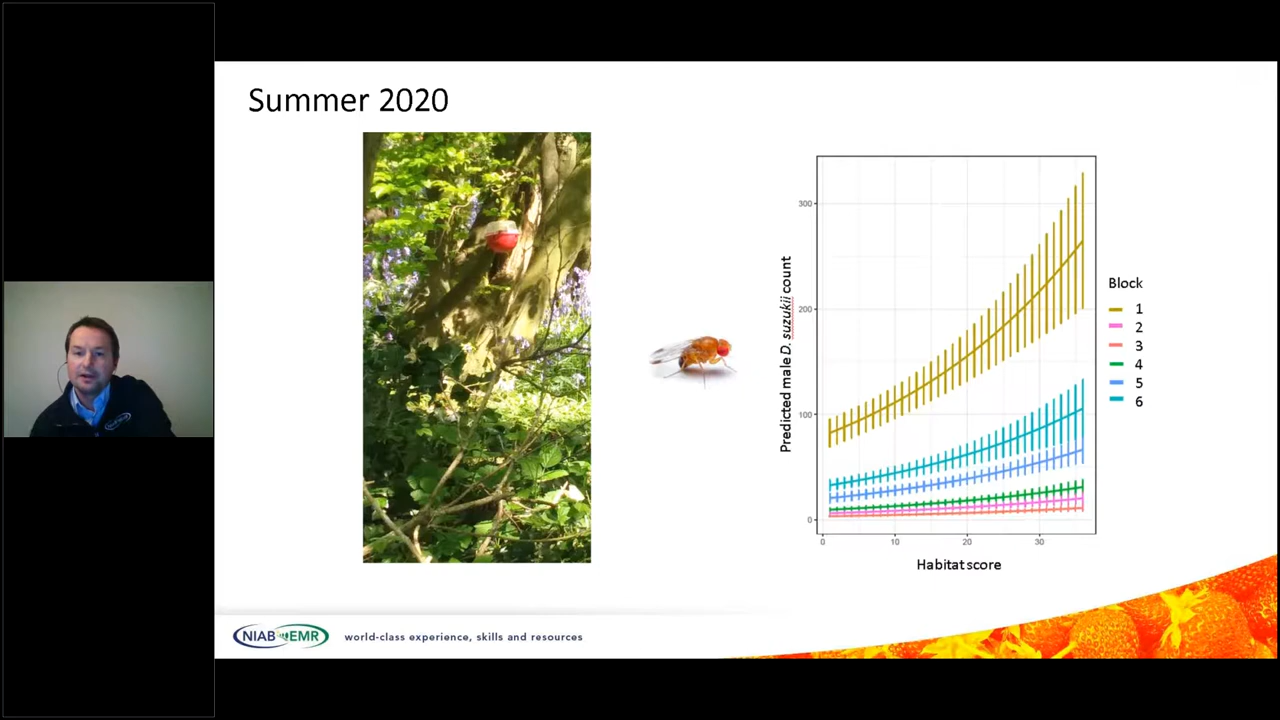 Summer 2020
300
200
100
0
Predicted male D. suzukii count
0
10
20
30
Habitat score
Block
1
2
3
4
5
6
NIAB EMR
world-class experience, skills and resources